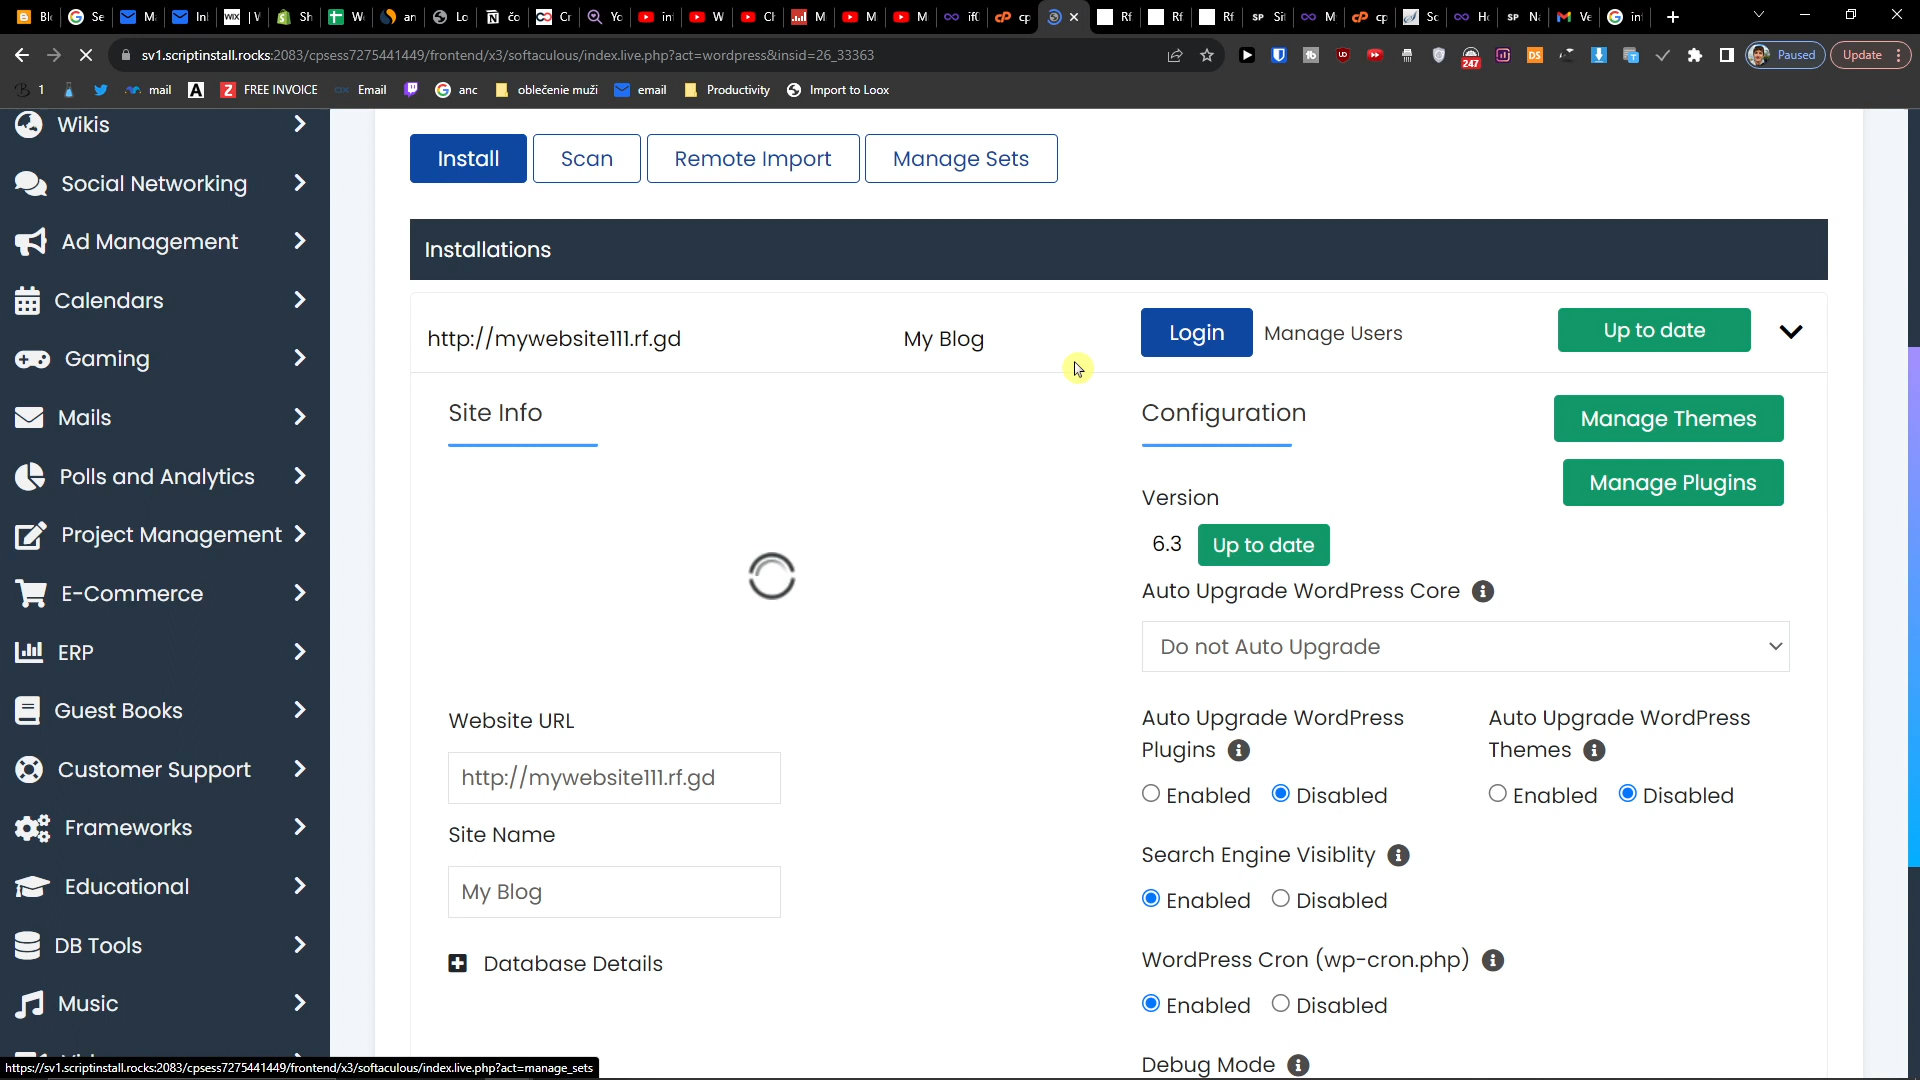 sv1.scriptinstall.rocks:2083/cpsess7275441449/frontend/x3/softaculous/index.live.php?act=wordpress&insid=26_33363
Paused
Update
247
1
mail
FREE INVOICE
Email
anc
oblečenie muži
email
Productivity
Import to Loox
Wikis
Social Networking
Ad Management
Calendars
Gaming
Mails
Polls and Analytics
Project Management
E-Commerce
ERP
Guest Books
Customer Support
Frameworks
Educational
DB Tools
Music
Install
Scan
Remote Import
Manage Sets
Installations
http://mywebsite111.rf.gd
My Blog
Login
Manage Users
Up to date
Site Info
Website URL
http://mywebsite111.rf.gd
Site Name
My Blog
Database Details
Configuration
Manage Themes
Manage Plugins
Version
6.3
Up to date
Auto Upgrade WordPress Core
Do not Auto Upgrade
Auto Upgrade WordPress
Plugins
Enabled
Disabled
Auto Upgrade WordPress
Themes
Enabled
Disabled
Search Engine Visiblity
Enabled
Disabled
WordPress Cron (wp-cron.php)
Enabled
Disabled
Debug Mode
https://sv1.scriptinstall.rocks:2083/cpsess7275441449/frontend/x3/softaculous/index.live.php?act=manage_sets